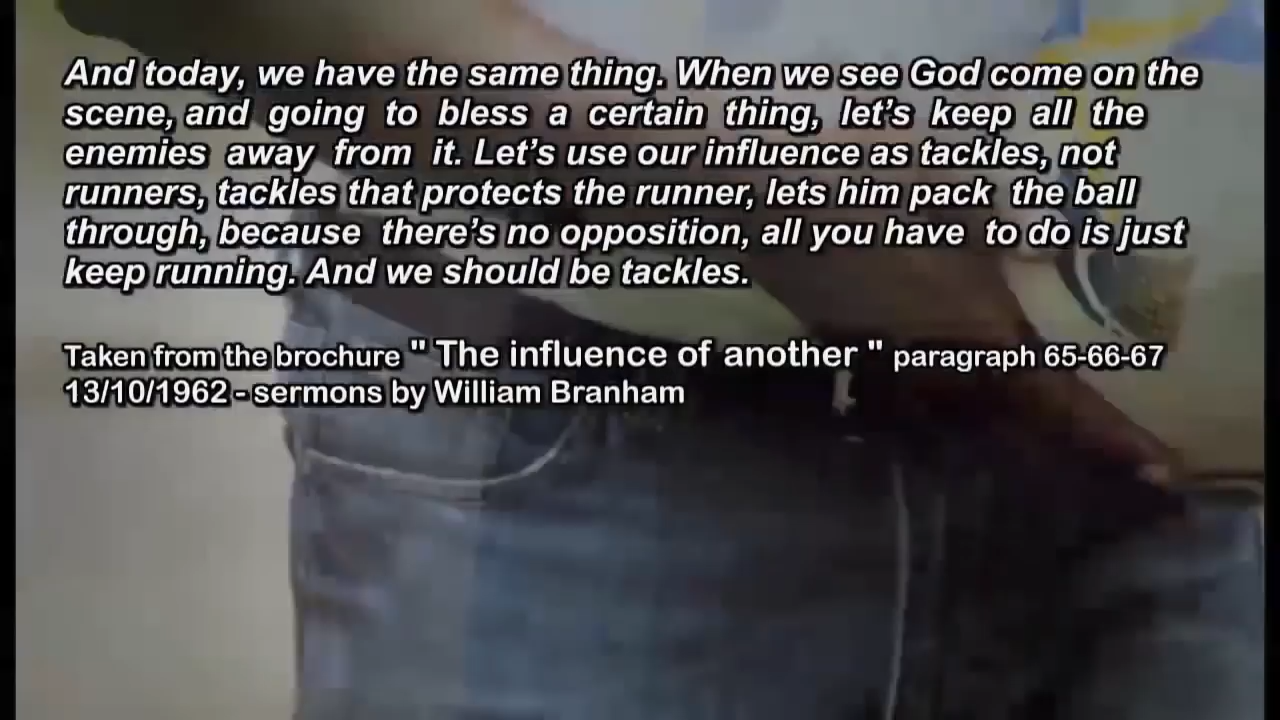 And today, we have the same thing. When we see God come on the
scene, and going to bless a certain thing, let's keep all the
enemies away from it. Let's use our influence as tackles, not
runners, tackles that protects the runner, lets him pack the ball
through, because there's no opposition, all you have to do is just
keep running. And we should be tackles.
Taken from the brochure " The influence of another " paragraph 65-66-67
13/10/1962 - sermons by William Branham